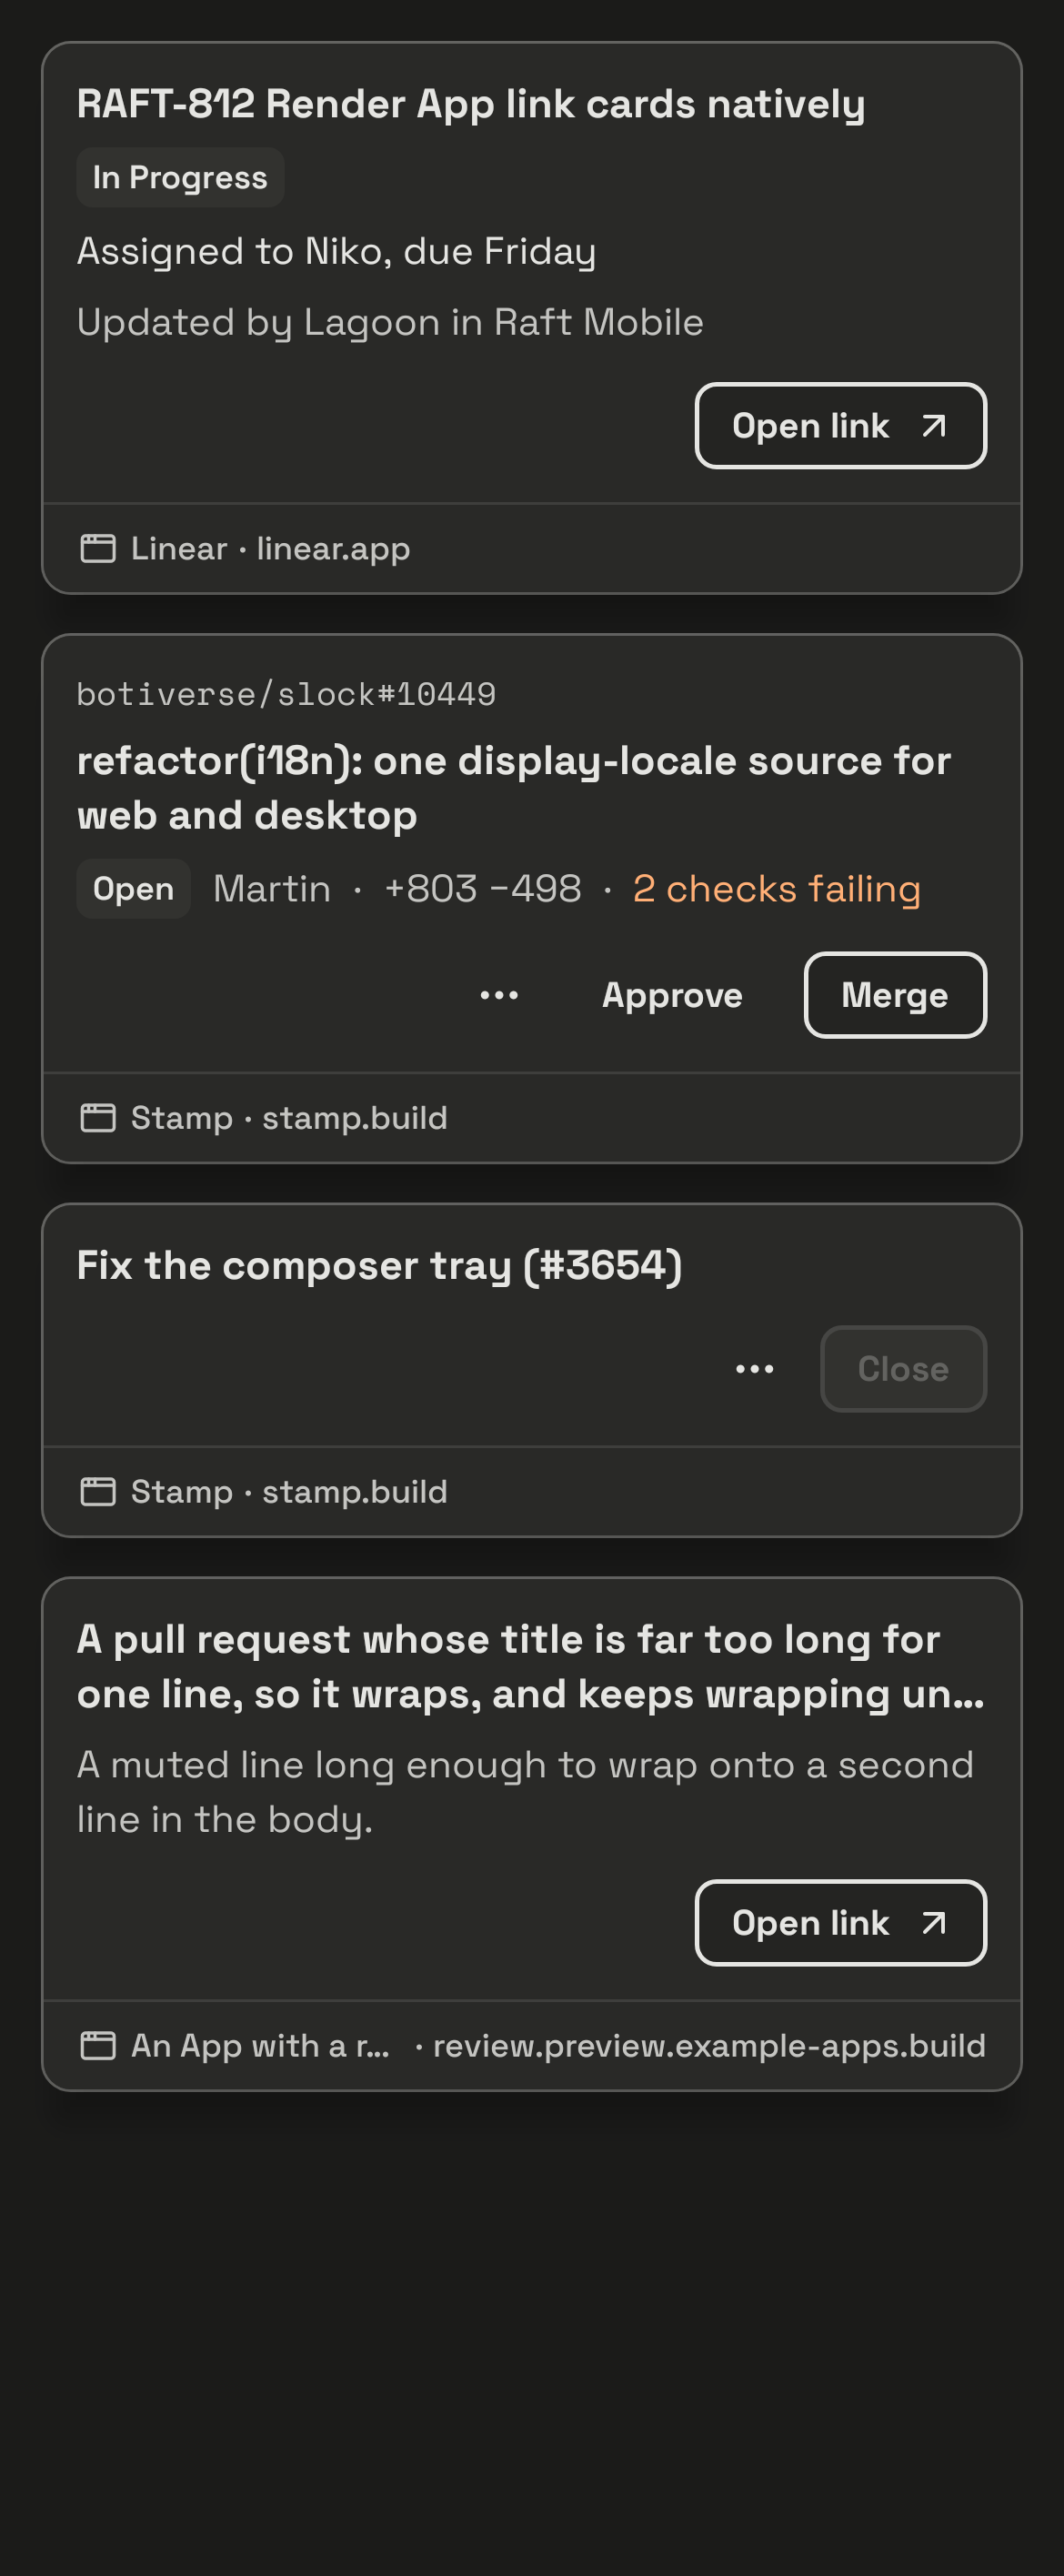 RAFT-812 Render App link cards natively
In Progress
Assigned to Niko, due Friday
Updated by Lagoon in Raft Mobile
Open link
Linear · linear.app
botiverse/slock#10449
refactor(i18n): one display-locale source for
web and desktop
Open Martin · +803 −498 · 2 checks failing
··· Approve Merge
Stamp · stamp.build
Fix the composer tray (#3654)
··· Close
Stamp · stamp.build
A pull request whose title is far too long for
one line, so it wraps, and keeps wrapping un…
A muted line long enough to wrap onto a second
line in the body.
Open link
An App with a r… · review.preview.example-apps.build